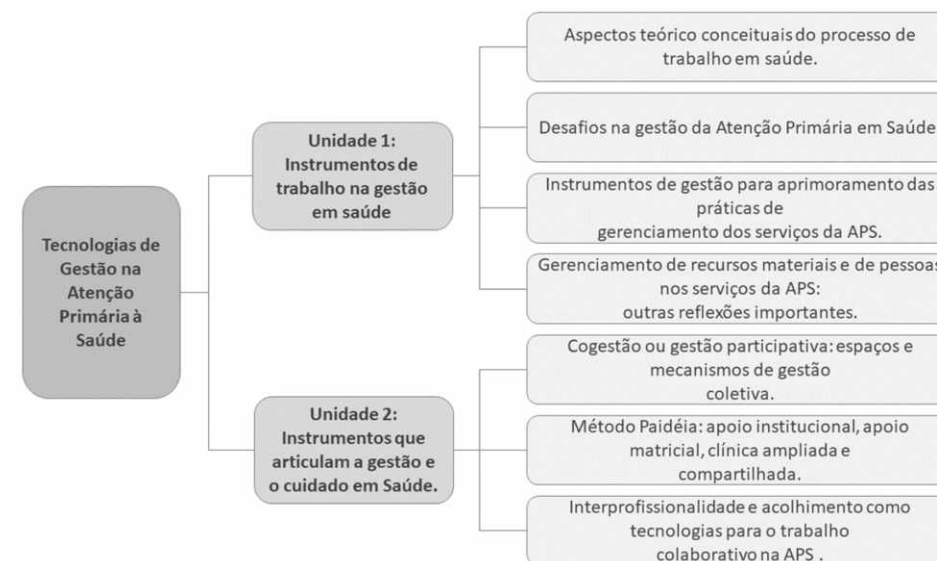 Tecnologias de
Gestão na
Atenção
Primária à
Saúde
Unidade 1:
Instrumentos de
trabalho na gestão
em saúde
Aspectos teórico conceituais do processo de
trabalho em saúde.
Desafios na gestão da Atenção Primária em Saúde
Instrumentos de gestão para aprimoramento das
práticas de
gerenciamento dos serviços da APS.
Gerenciamento de recursos materiais e de pessoas
nos serviços da APS:
outras reflexões importantes.
Unidade 2:
Instrumentos que
articulam a gestão e
o cuidado em Saúde.
Cogestão ou gestão participativa: espaços e
mecanismos de gestão
coletiva.
Método Paidéia: apoio institucional, apoio
matricial, clínica ampliada e
compartilhada.
Interprofissionalidade e acolhimento como
tecnologias para o trabalho
colaborativo na APS .